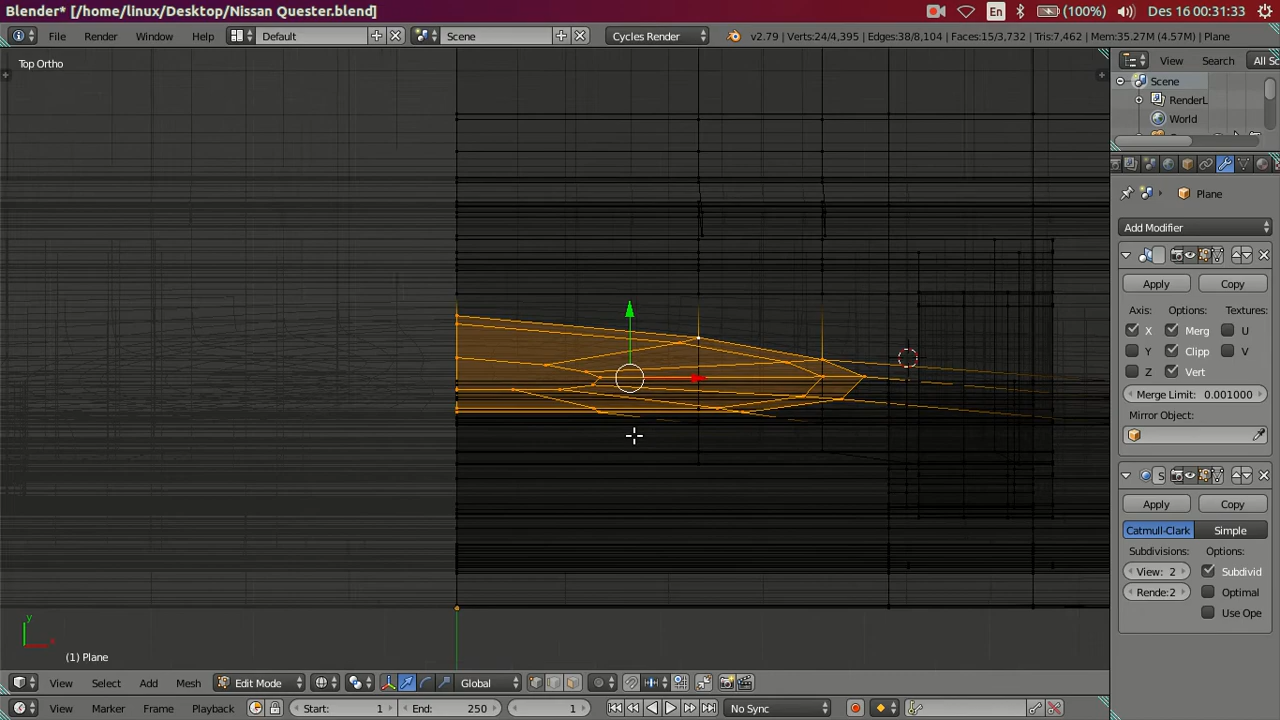 Blender* [/home/linux/Desktop/Nissan Quester.blend]
En (100%) Des 16 00:31:33
File Render Window Help Default Scene Cycles Render v2.79 | Verts:24/4,395 | Edges:38/8,104 | Faces:15/3,732 | Tris:7,462 | Mem:35.27M (4.57M) | Plane
Top Ortho
View Search All Sc
Scene
RenderL
World
Plane
Add Modifier
Apply Copy
Axis: Options: Textures:
X Merg U
Y Clipp V
Z Vert
Merge Limit: 0.001000
Mirror Object:
S
Apply Copy
Catmull-Clark Simple
Subdivisions: Options:
View: 2 Subdivid
Rende:2 Optimal
Use Ope
y
x
(1) Plane
View Select Add Mesh Edit Mode Global
View Marker Frame Playback Start: 1 End: 250 1 No Sync